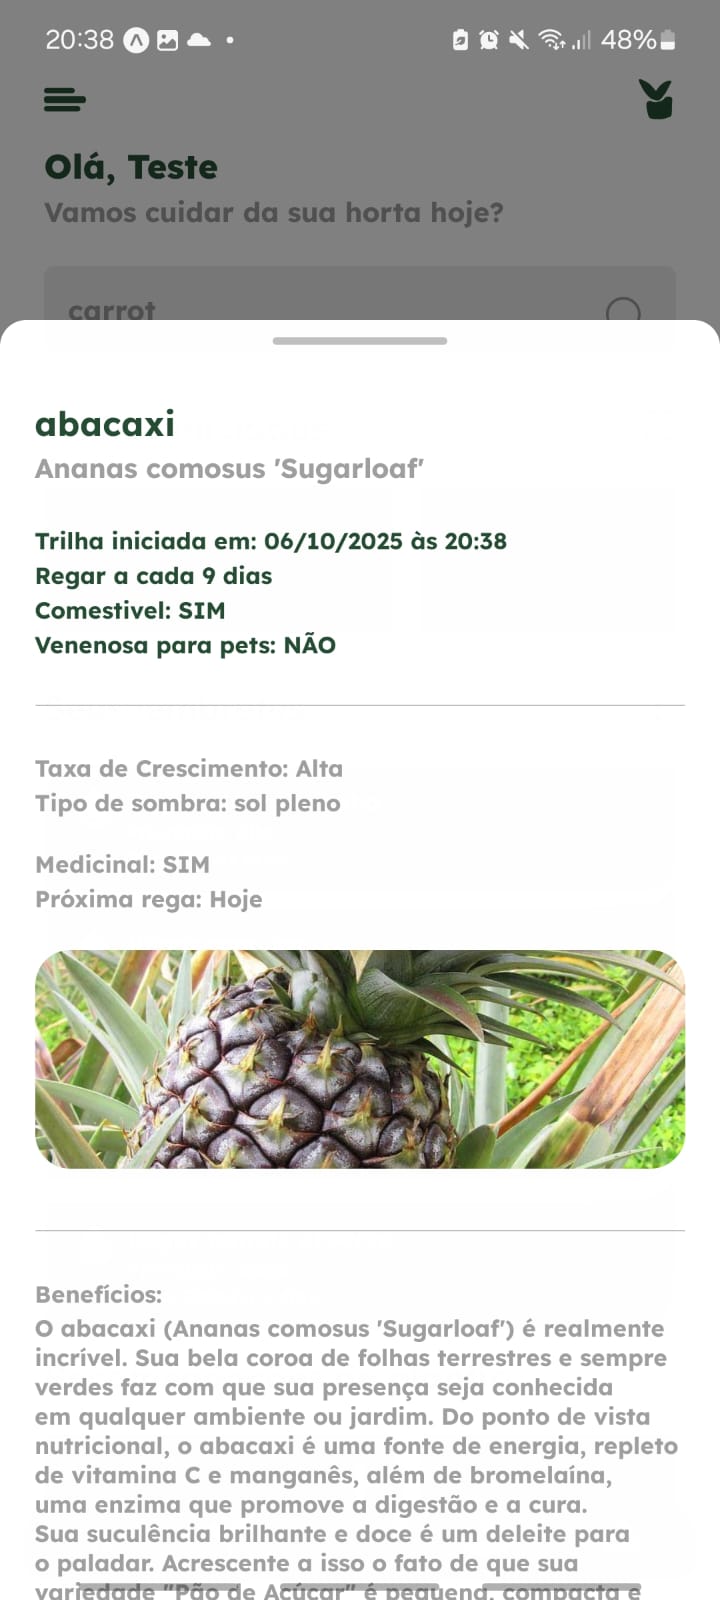 20:38
48%
Olá, Teste
Vamos cuidar da sua horta hoje?
carrot
abacaxi
Ananas comosus 'Sugarloaf'
Trilha iniciada em: 06/10/2025 às 20:38
Regar a cada 9 dias
Comestivel: SIM
Venenosa para pets: NÃO
Taxa de Crescimento: Alta
Tipo de sombra: sol pleno
Medicinal: SIM
Próxima rega: Hoje
Benefícios:
O abacaxi (Ananas comosus 'Sugarloaf') é realmente
incrível. Sua bela coroa de folhas terrestres e sempre
verdes faz com que sua presença seja conhecida
em qualquer ambiente ou jardim. Do ponto de vista
nutricional, o abacaxi é uma fonte de energia, repleto
de vitamina C e manganês, além de bromelaína,
uma enzima que promove a digestão e a cura.
Sua suculência brilhante e doce é um deleite para
o paladar. Acrescente a isso o fato de que sua
variedade "Pão de Açúcar" é pequena, compacta e